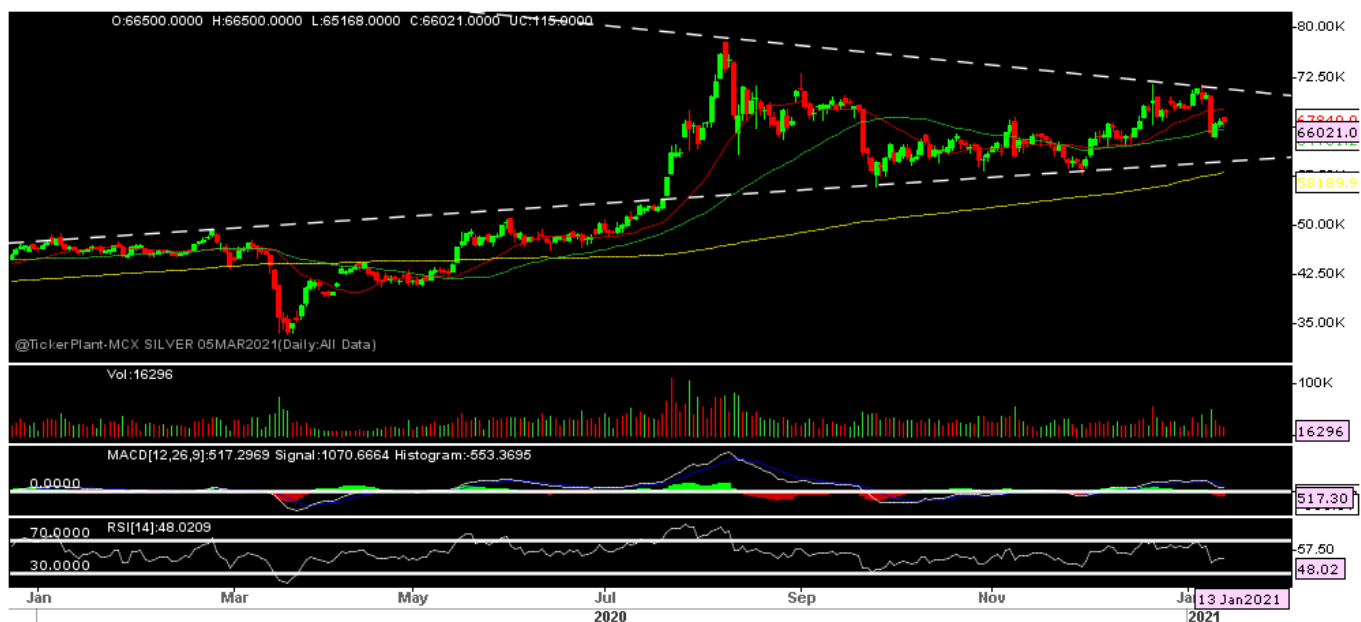 O:66500.0000 H:66500.0000 L:65168.0000 C:66021.0000 UC:115.0000
80.00K
72.50K
66021.0
58189.9
50.00K
42.50K
35.00K
@TickerPlant-MCX SILVER 05MAR2021(Daily:All Data)
Vol:16296
100K
16296
MACD[12,26,9]:517.2969 Signal:1070.6664 Histogram:-553.3695
0.0000
517.30
RSI[14]:48.0209
70.0000
57.50
30.0000
48.02
Jan Mar May Jul Sep Nov 13 Jan2021
2020 2021